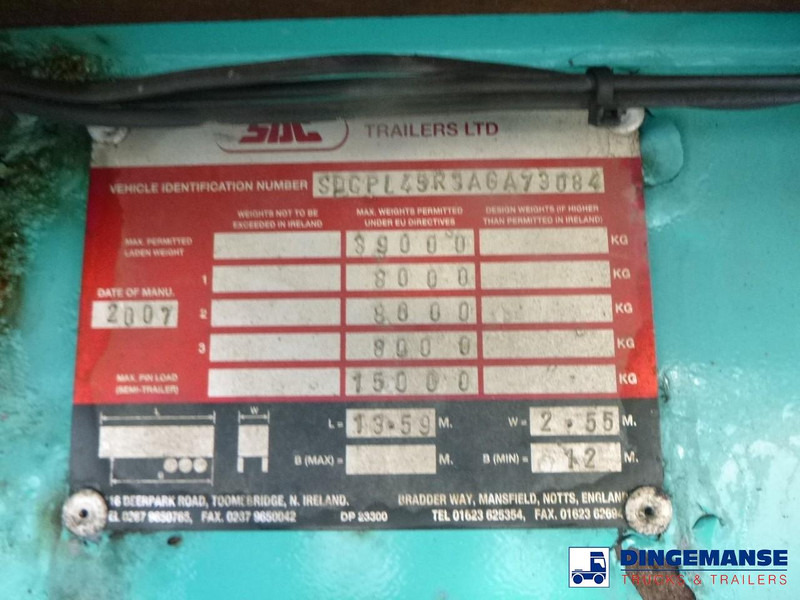 SDC TRAILERS LTD
VEHICLE IDENTIFICATION NUMBER SDCPL45R3AGA73084
WEIGHTS NOT TO BE EXCEEDED IN IRELAND
MAX. WEIGHTS PERMITTED UNDER EU DIRECTIVES
DESIGN WEIGHTS (IF HIGHER THAN PERMITTED IN IRELAND)
MAX. PERMITTED LADEN WEIGHT 39000 KG
1 8000 KG
DATE OF MANU. 2007
2 8000 KG
3 8000 KG
MAX. PIN LOAD (SEMI-TRAILER) 15000 KG
L W
L = 13.59 M. W = 2.55 M.
B (MAX) = M. B (MIN) = 12 M.
B
16 DEERPARK ROAD, TOOMEBRIDGE, N. IRELAND. BRADDER WAY, MANSFIELD, NOTTS, ENGLAND
FAX. 0237 9650042 DP 23300 TEL 01623 625354, FAX. 01623
DINGEMANSE
TRUCKS & TRAILERS